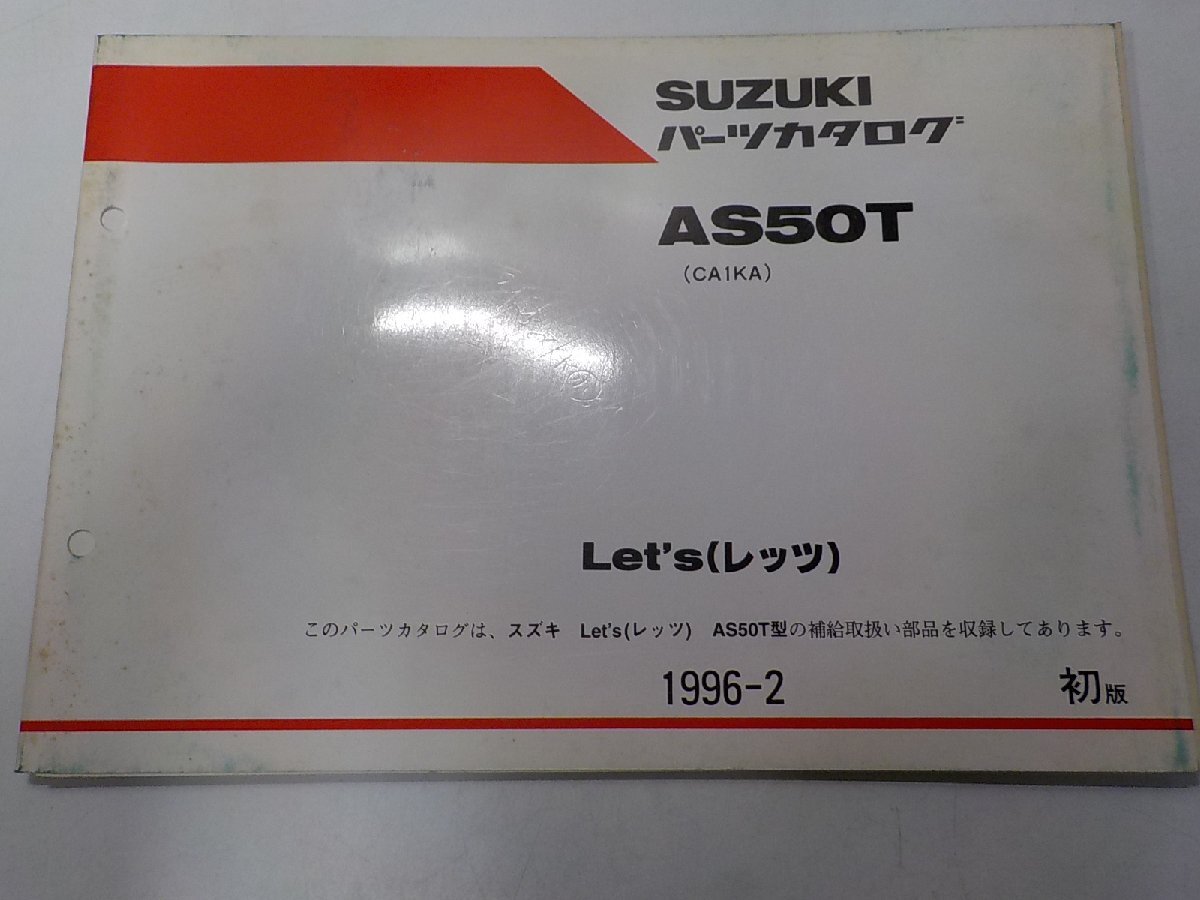 SUZUKI
パーツカタログ
AS50T
(CA1KA)
Let's(レッツ)
このパーツカタログは、スズキ Let's(レッツ) AS50T型の補給取扱い部品を収録してあります。
1996-2 初版